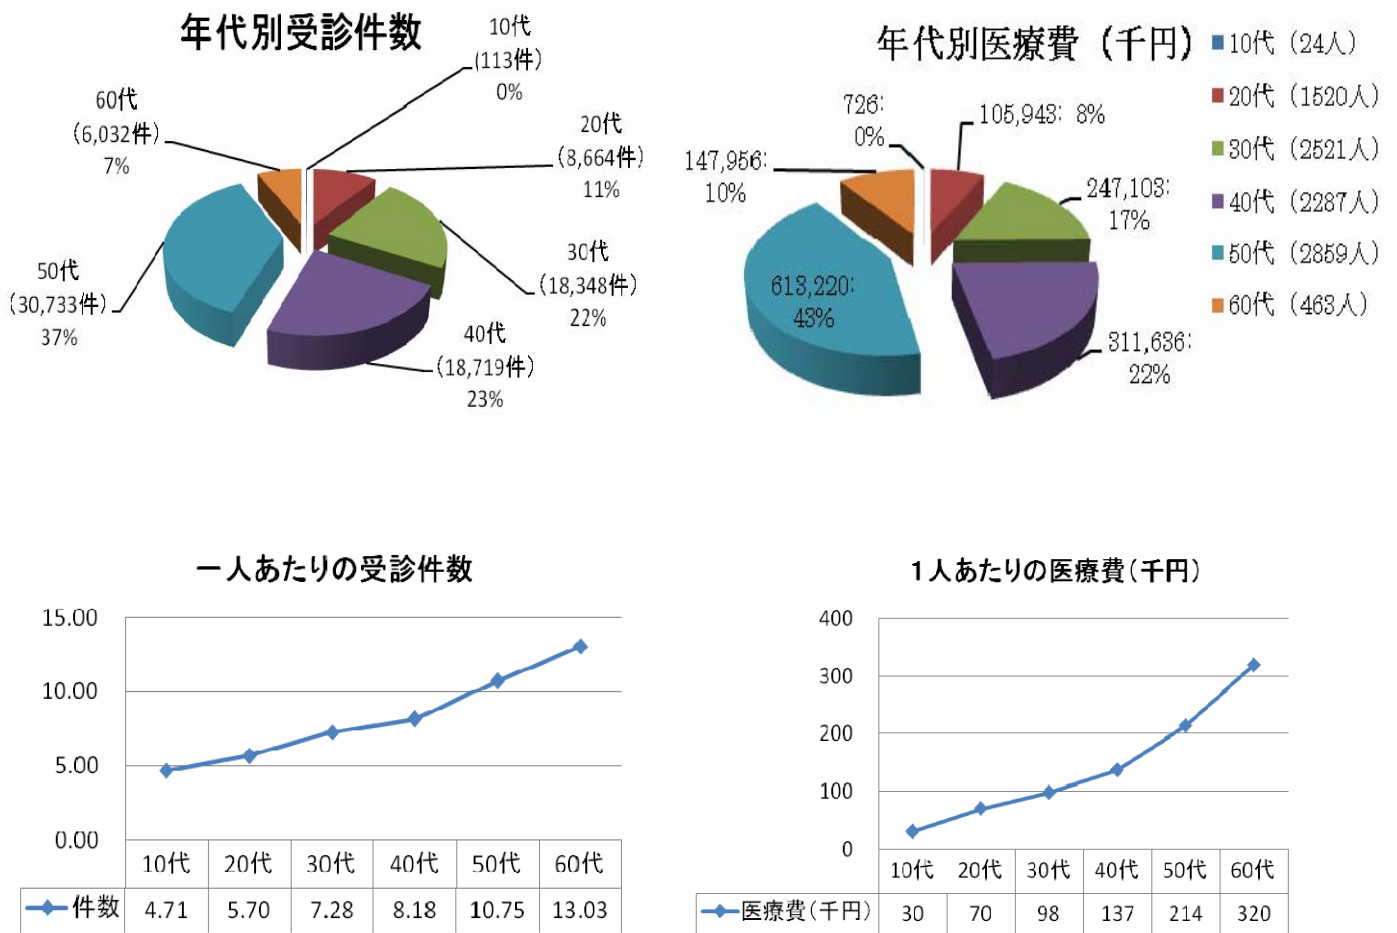 年代別受診件数
10代
(113件)
0%
20代
(8,664件)
11%
30代
(18,348件)
22%
40代
(18,719件)
23%
50代
(30,733件)
37%
60代
(6,032件)
7%
年代別医療費（千円）
726:
0%
105,943: 8%
247,103:
17%
311,636:
22%
613,220:
43%
147,956:
10%
10代（24人）
20代（1520人）
30代（2521人）
40代（2287人）
50代（2859人）
60代（463人）
一人あたりの受診件数
15.00
10.00
5.00
0.00
10代 20代 30代 40代 50代 60代
件数 4.71 5.70 7.28 8.18 10.75 13.03
1人あたりの医療費（千円）
400
300
200
100
0
10代 20代 30代 40代 50代 60代
医療費（千円） 30 70 98 137 214 320